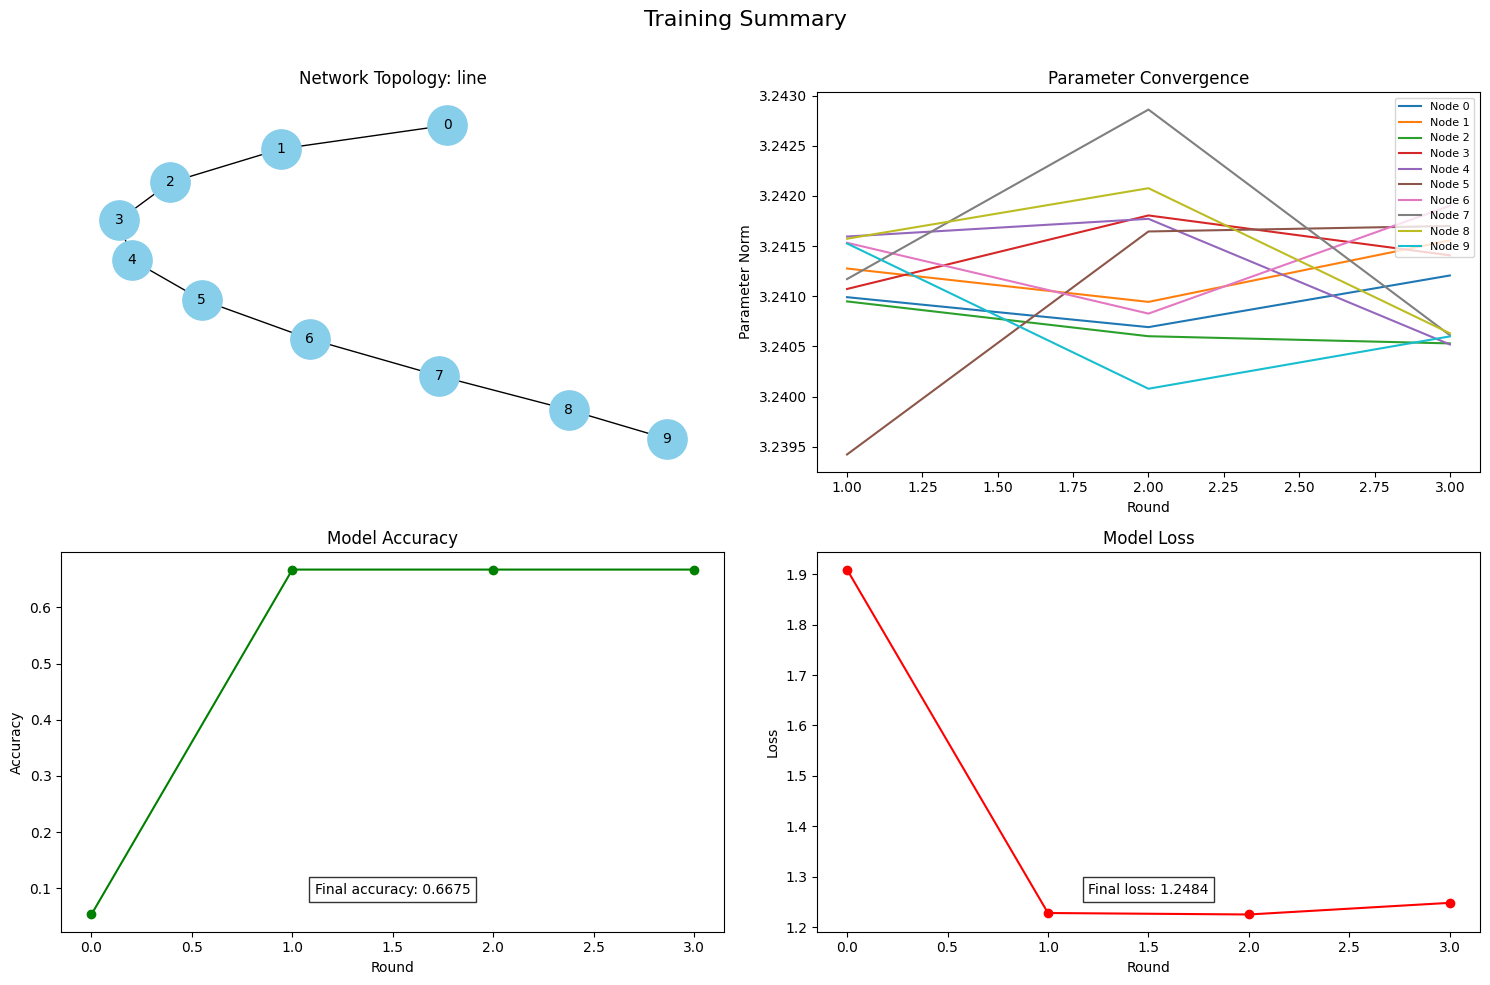 Training Summary
Network Topology: line
0
1
2
3
4
5
6
7
8
9
Parameter Convergence
3.2430
3.2425
3.2420
3.2415
3.2410
3.2405
3.2400
3.2395
Parameter Norm
Node 0
Node 1
Node 2
Node 3
Node 4
Node 5
Node 6
Node 7
Node 8
Node 9
1.00 1.25 1.50 1.75 2.00 2.25 2.50 2.75 3.00
Round
Model Accuracy
0.6
0.5
0.4
0.3
0.2
0.1
Accuracy
Final accuracy: 0.6675
0.0 0.5 1.0 1.5 2.0 2.5 3.0
Round
Model Loss
1.9
1.8
1.7
1.6
1.5
1.4
1.3
1.2
Loss
Final loss: 1.2484
0.0 0.5 1.0 1.5 2.0 2.5 3.0
Round